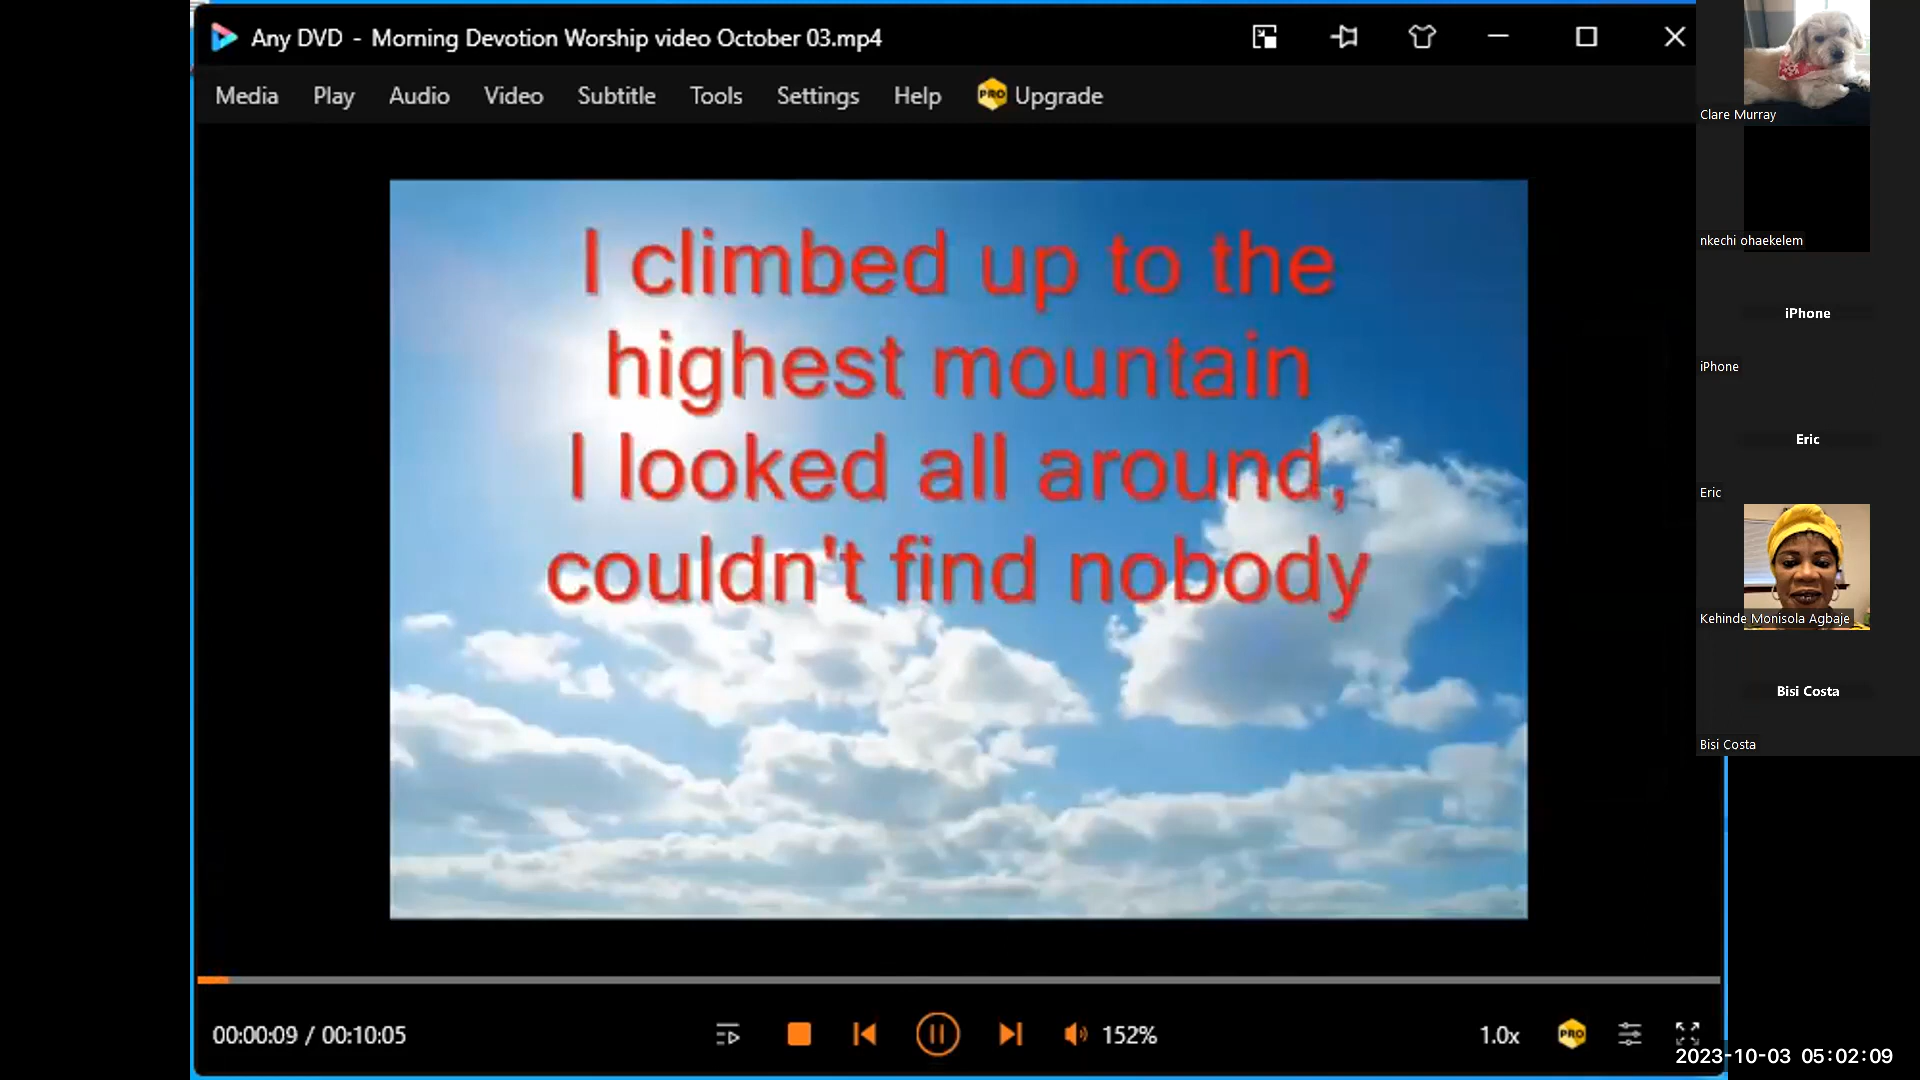 Any DVD - Morning Devotion Worship video October 03.mp4
Media Play Audio Video Subtitle Tools Settings Help PRO Upgrade
I climbed up to the
highest mountain
I looked all around,
couldn't find nobody
00:00:09 / 00:10:05
152%
1.0x
PRO
Clare Murray
nkechi ohaekelem
iPhone
iPhone
Eric
Eric
Kehinde Monisola Agbaje
Bisi Costa
Bisi Costa
2023-10-03 05:02:09